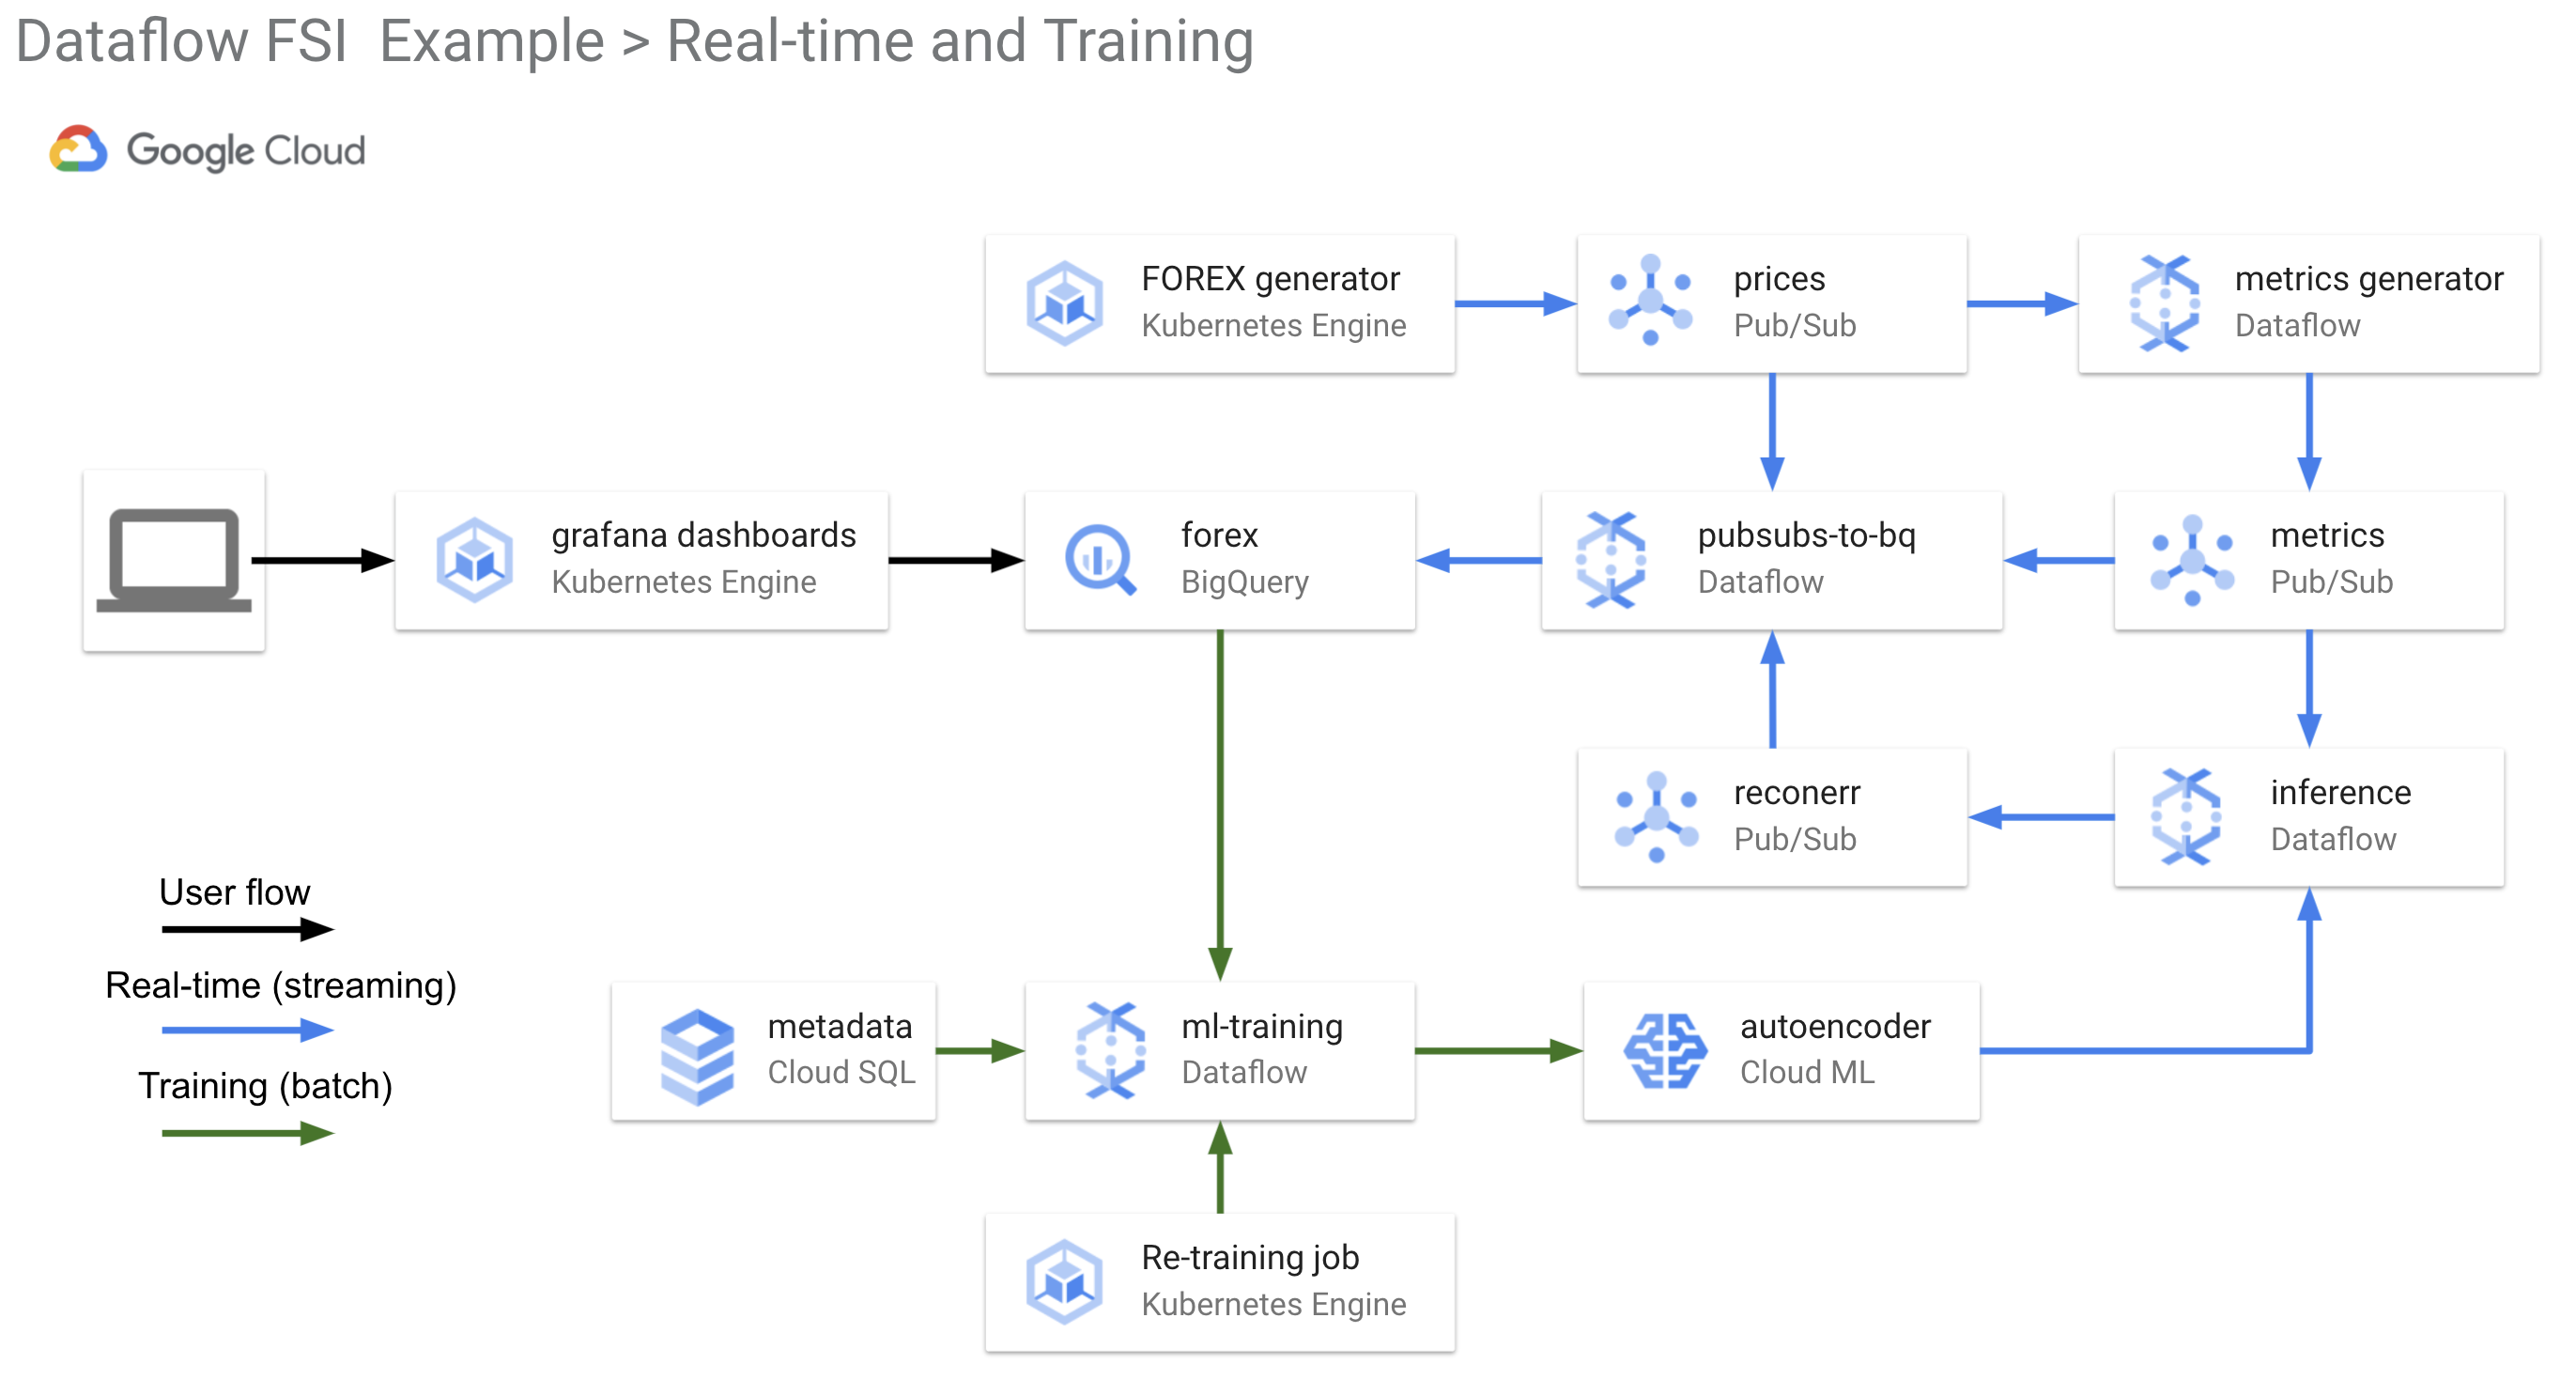 Dataflow FSI  Example > Real-time and Training
Google Cloud
FOREX generator
Kubernetes Engine
prices
Pub/Sub
metrics generator
Dataflow
grafana dashboards
Kubernetes Engine
forex
BigQuery
pubsubs-to-bq
Dataflow
metrics
Pub/Sub
reconerr
Pub/Sub
inference
Dataflow
User flow
Real-time (streaming)
Training (batch)
metadata
Cloud SQL
ml-training
Dataflow
autoencoder
Cloud ML
Re-training job
Kubernetes Engine